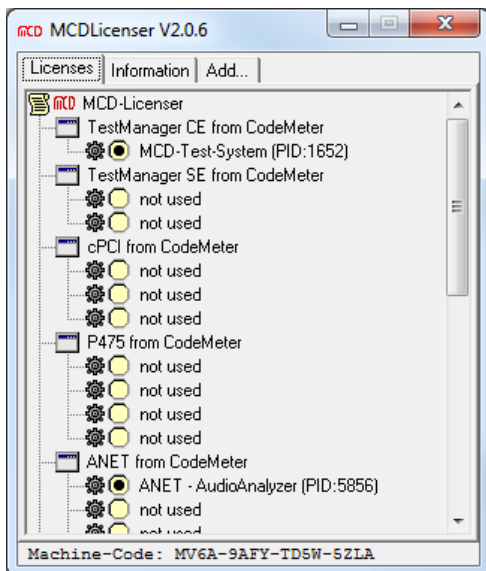 mcd MCDLicenser V2.0.6
Licenses Information Add...
mcd MCD-Licenser
TestManager CE from CodeMeter
MCD-Test-System (PID:1652)
TestManager SE from CodeMeter
not used
not used
cPCI from CodeMeter
not used
not used
not used
P475 from CodeMeter
not used
not used
not used
not used
ANET from CodeMeter
ANET - AudioAnalyzer (PID:5856)
not used
not used
Machine-Code: MV6A-9AFY-TD5W-5ZLA